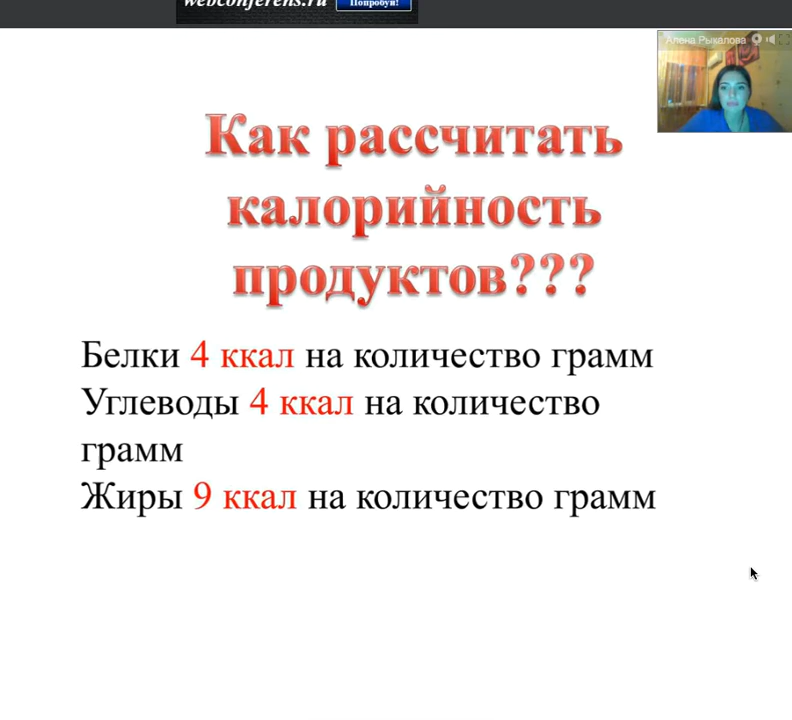 webconferens.ru Попробуй!
Алена Рыкалова
Как рассчитать
калорийность
продуктов???
Белки 4 ккал на количество грамм
Углеводы 4 ккал на количество
грамм
Жиры 9 ккал на количество грамм